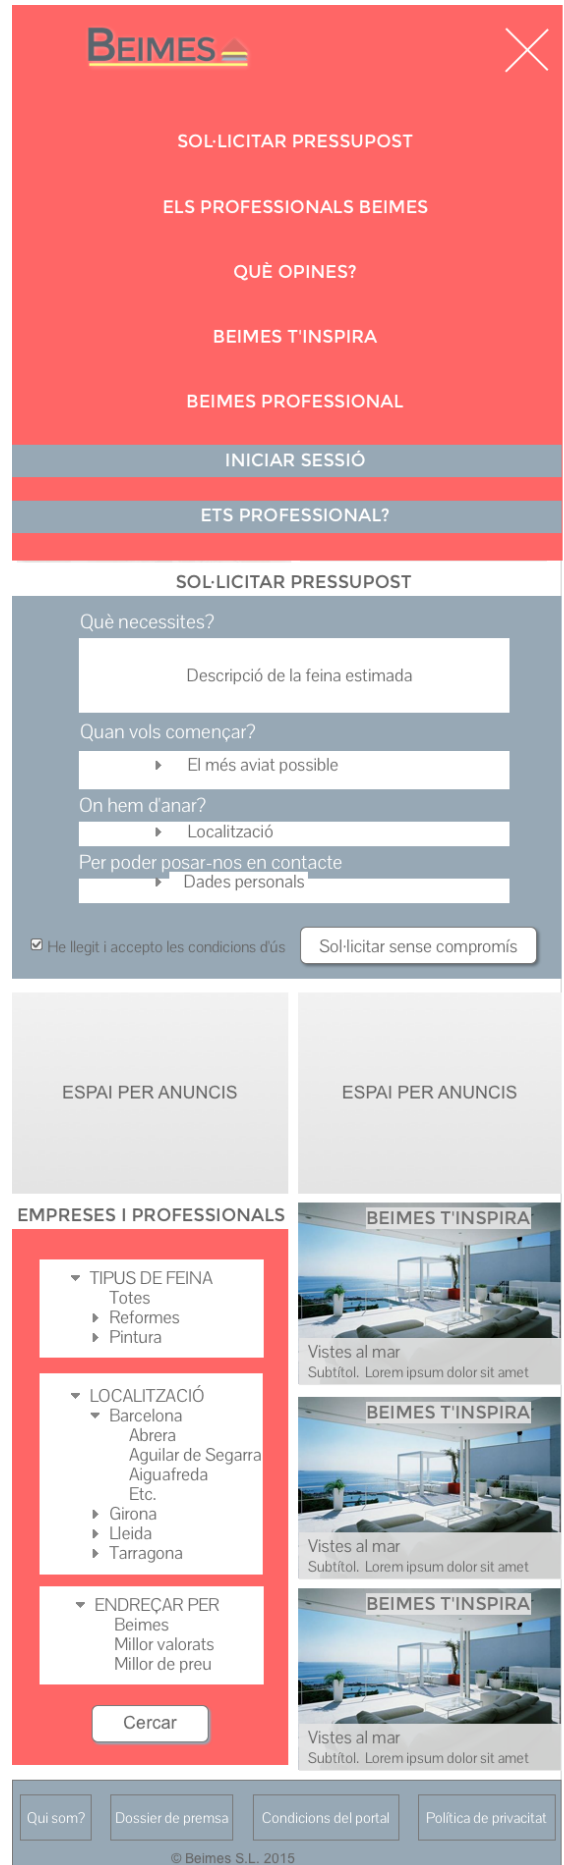 BEIMES
SOL·LICITAR PRESSUPOST
ELS PROFESSIONALS BEIMES
QUÈ OPINES?
BEIMES T'INSPIRA
BEIMES PROFESSIONAL
INICIAR SESSIÓ
ETS PROFESSIONAL?
SOL·LICITAR PRESSUPOST
Què necessites?
Descripció de la feina estimada
Quan vols començar?
El més aviat possible
On hem d'anar?
Localització
Per poder posar-nos en contacte
Dades personals
He llegit i accepto les condicions d'ús
Sol·licitar sense compromís
ESPAI PER ANUNCIS
ESPAI PER ANUNCIS
EMPRESES I PROFESSIONALS
TIPUS DE FEINA
Totes
Reformes
Pintura
LOCALITZACIÓ
Barcelona
Abrera
Aguilar de Segarra
Aiguafreda
Etc.
Girona
Lleida
Tarragona
ENDREÇAR PER
Beimes
Millor valorats
Millor de preu
Cercar
BEIMES T'INSPIRA
Vistes al mar
Subtítol. Lorem ipsum dolor sit amet
BEIMES T'INSPIRA
Vistes al mar
Subtítol. Lorem ipsum dolor sit amet
BEIMES T'INSPIRA
Vistes al mar
Subtítol. Lorem ipsum dolor sit amet
Qui som?
Dossier de premsa
Condicions del portal
Política de privacitat
© Beimes S.L. 2015